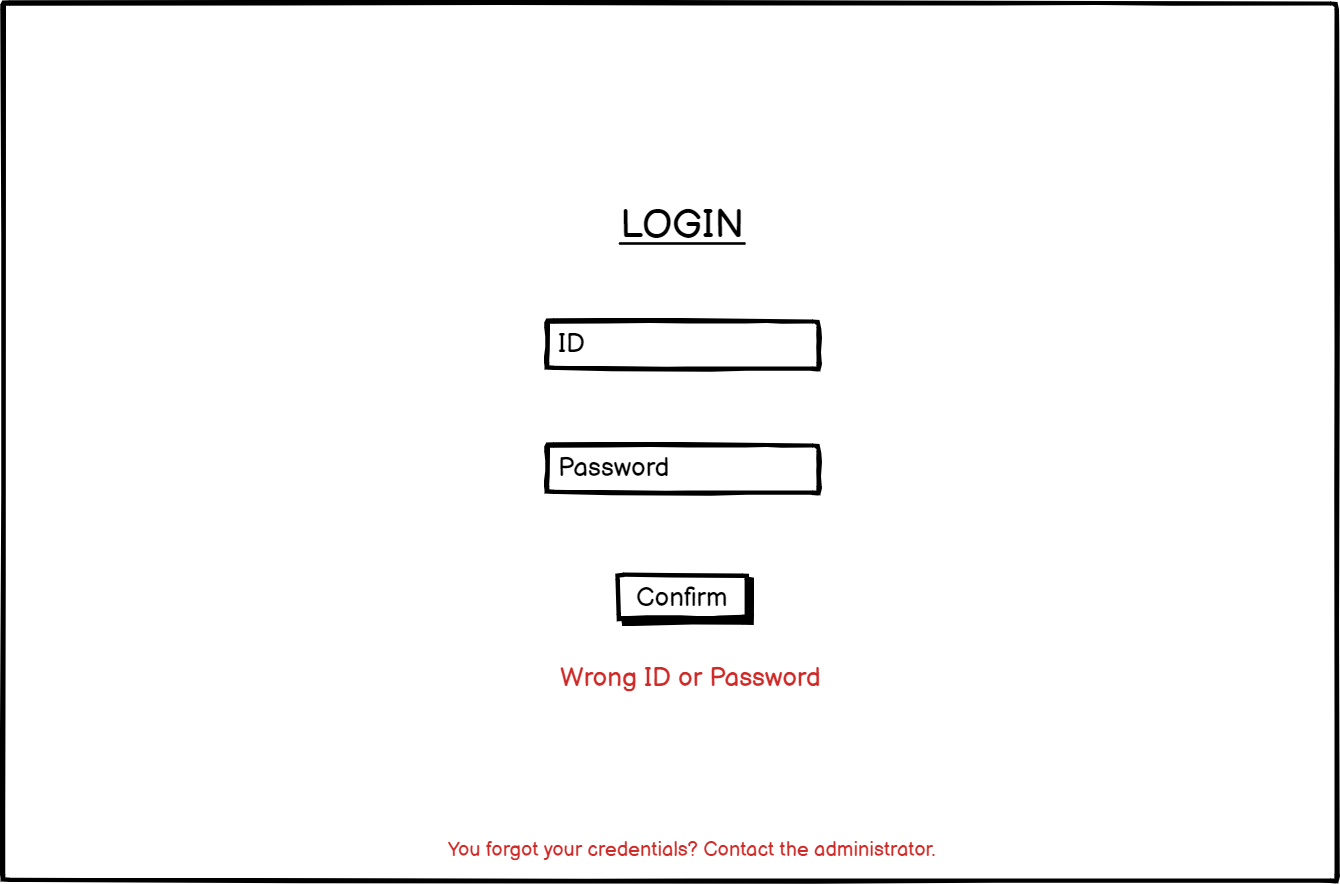 LOGIN
ID
Password
Confirm
Wrong ID or Password
You forgot your credentials? Contact the administrator.